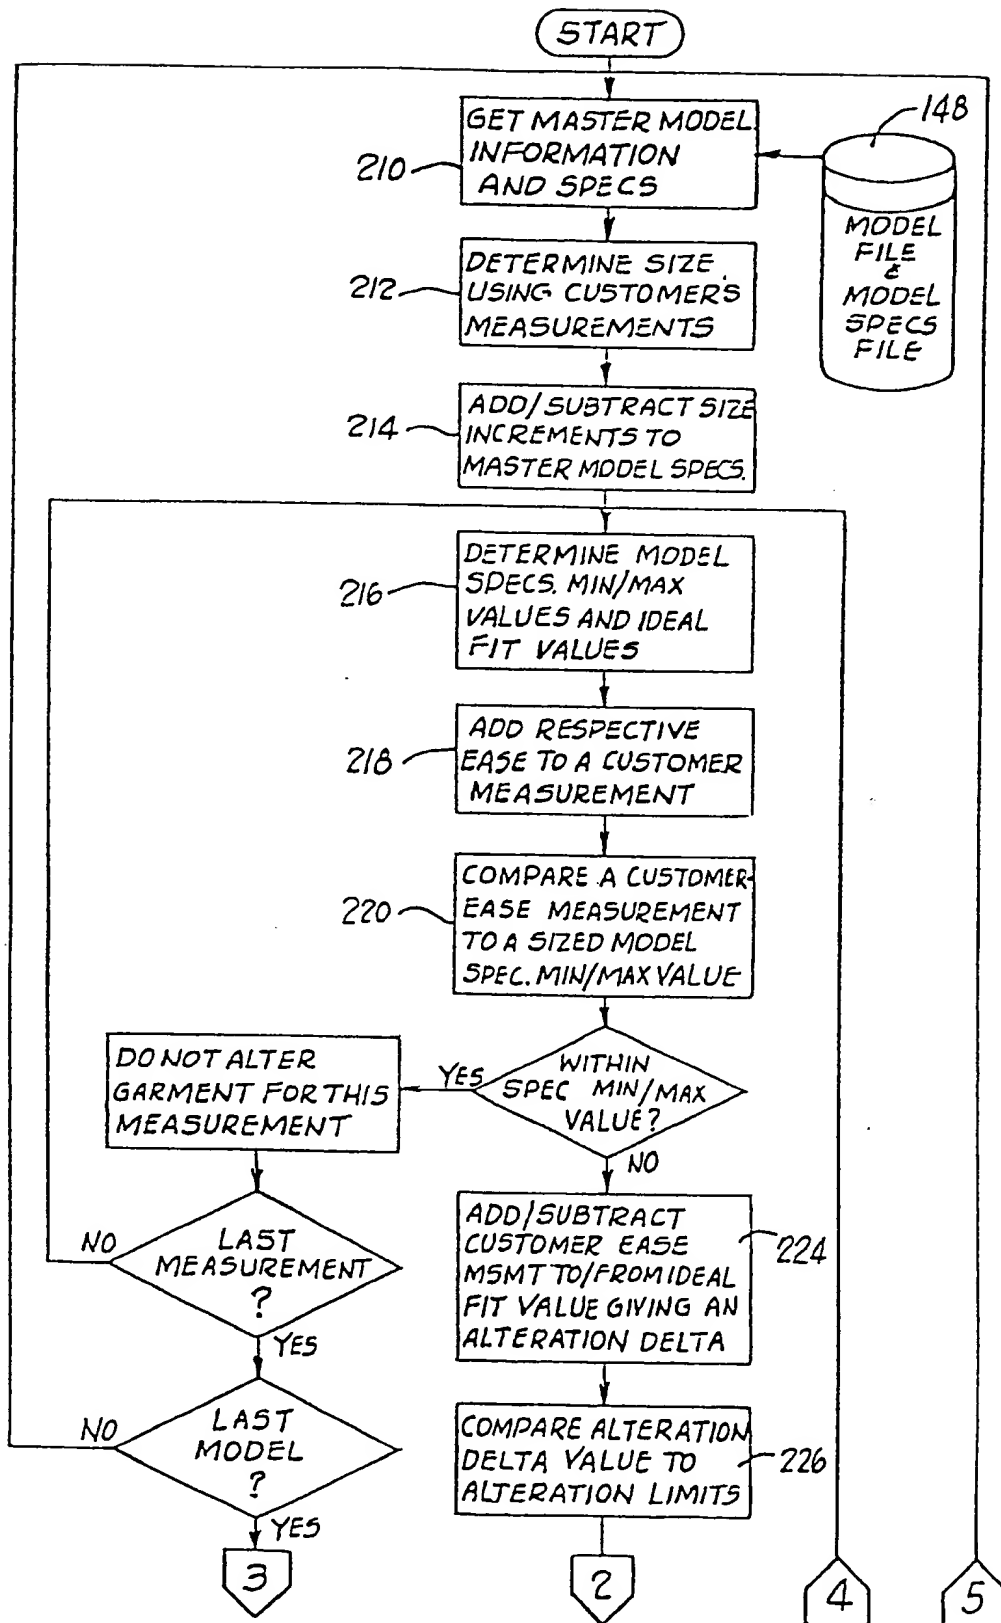 START
GET MASTER MODEL
INFORMATION
AND SPECS
210
148
MODEL
FILE
&
MODEL
SPECS
FILE
DETERMINE SIZE
USING CUSTOMER'S
MEASUREMENTS
212
ADD/SUBTRACT SIZE
INCREMENTS TO
MASTER MODEL SPECS.
214
DETERMINE MODEL
SPECS. MIN/MAX
VALUES AND IDEAL
FIT VALUES
216
ADD RESPECTIVE
EASE TO A CUSTOMER
MEASUREMENT
218
COMPARE A CUSTOMER-
EASE MEASUREMENT
TO A SIZED MODEL
SPEC. MIN/MAX VALUE
220
WITHIN
SPEC MIN/MAX
VALUE?
YES
NO
DO NOT ALTER
GARMENT FOR THIS
MEASUREMENT
LAST
MEASUREMENT
?
NO
YES
LAST
MODEL
?
NO
YES
3
ADD/SUBTRACT
CUSTOMER EASE
MSMT TO/FROM IDEAL
FIT VALUE GIVING AN
ALTERATION DELTA
224
COMPARE ALTERATION
DELTA VALUE TO
ALTERATION LIMITS
226
2
4
5